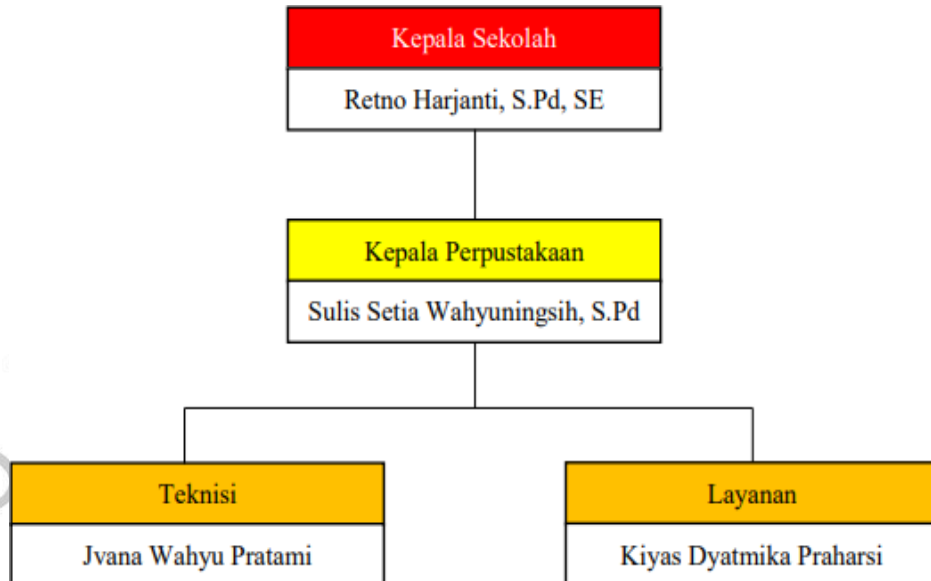 Kepala Sekolah
Retno Harjanti, S.Pd, SE
Kepala Perpustakaan
Sulis Setia Wahyuningsih, S.Pd
Teknisi
Layanan
Jvana Wahyu Pratami
Kiyas Dyatmika Praharsi